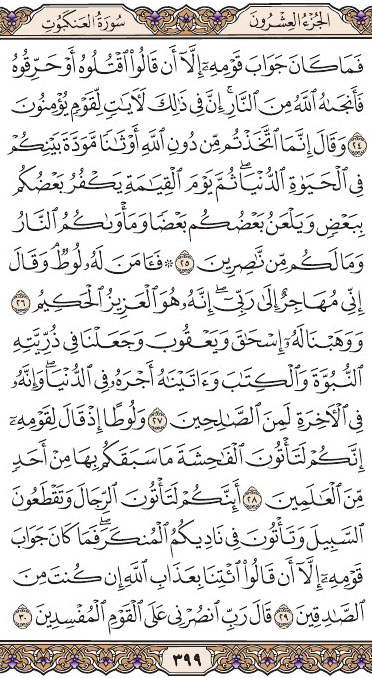 الجزء العشرون سورة العنكبوت
فَمَا كَانَ جَوَابَ قَوْمِهِۦٓ إِلَّآ أَن قَالُوا۟ ٱقْتُلُوهُ أَوْ حَرِّقُوهُ
فَأَنجَىٰهُ ٱللَّهُ مِنَ ٱلنَّارِ ۚ إِنَّ فِى ذَٰلِكَ لَءَايَٰتٍ لِّقَوْمٍ يُؤْمِنُونَ
٢٤ وَقَالَ إِنَّمَا ٱتَّخَذْتُم مِّن دُونِ ٱللَّهِ أَوْثَٰنًا مَّوَدَّةَ بَيْنِكُمْ
فِى ٱلْحَيَوٰةِ ٱلدُّنْيَا ۖ ثُمَّ يَوْمَ ٱلْقِيَٰمَةِ يَكْفُرُ بَعْضُكُم
بِبَعْضٍ وَيَلْعَنُ بَعْضُكُم بَعْضًا وَمَأْوَىٰكُمُ ٱلنَّارُ
وَمَا لَكُم مِّن نَّٰصِرِينَ ٢٥ ۞ فَـَٔامَنَ لَهُۥ لُوطٌ ۘ وَقَالَ
إِنِّى مُهَاجِرٌ إِلَىٰ رَبِّىٓ ۖ إِنَّهُۥ هُوَ ٱلْعَزِيزُ ٱلْحَكِيمُ ٢٦
وَوَهَبْنَا لَهُۥٓ إِسْحَٰقَ وَيَعْقُوبَ وَجَعَلْنَا فِى ذُرِّيَّتِهِ
ٱلنُّبُوَّةَ وَٱلْكِتَٰبَ وَءَاتَيْنَٰهُ أَجْرَهُۥ فِى ٱلدُّنْيَا ۖ وَإِنَّهُۥ
فِى ٱلْءَاخِرَةِ لَمِنَ ٱلصَّٰلِحِينَ ٢٧ وَلُوطًا إِذْ قَالَ لِقَوْمِهِۦٓ
إِنَّكُمْ لَتَأْتُونَ ٱلْفَٰحِشَةَ مَا سَبَقَكُم بِهَا مِنْ أَحَدٍ
مِّنَ ٱلْعَٰلَمِينَ ٢٨ أَئِنَّكُمْ لَتَأْتُونَ ٱلرِّجَالَ وَتَقْطَعُونَ
ٱلسَّبِيلَ وَتَأْتُونَ فِى نَادِيكُمُ ٱلْمُنكَرَ ۖ فَمَا كَانَ جَوَابَ
قَوْمِهِۦٓ إِلَّآ أَن قَالُوا۟ ٱئْتِنَا بِعَذَابِ ٱللَّهِ إِن كُنتَ مِنَ
ٱلصَّٰدِقِينَ ٢٩ قَالَ رَبِّ ٱنصُرْنِى عَلَى ٱلْقَوْمِ ٱلْمُفْسِدِينَ ٣٠
٣٩٩